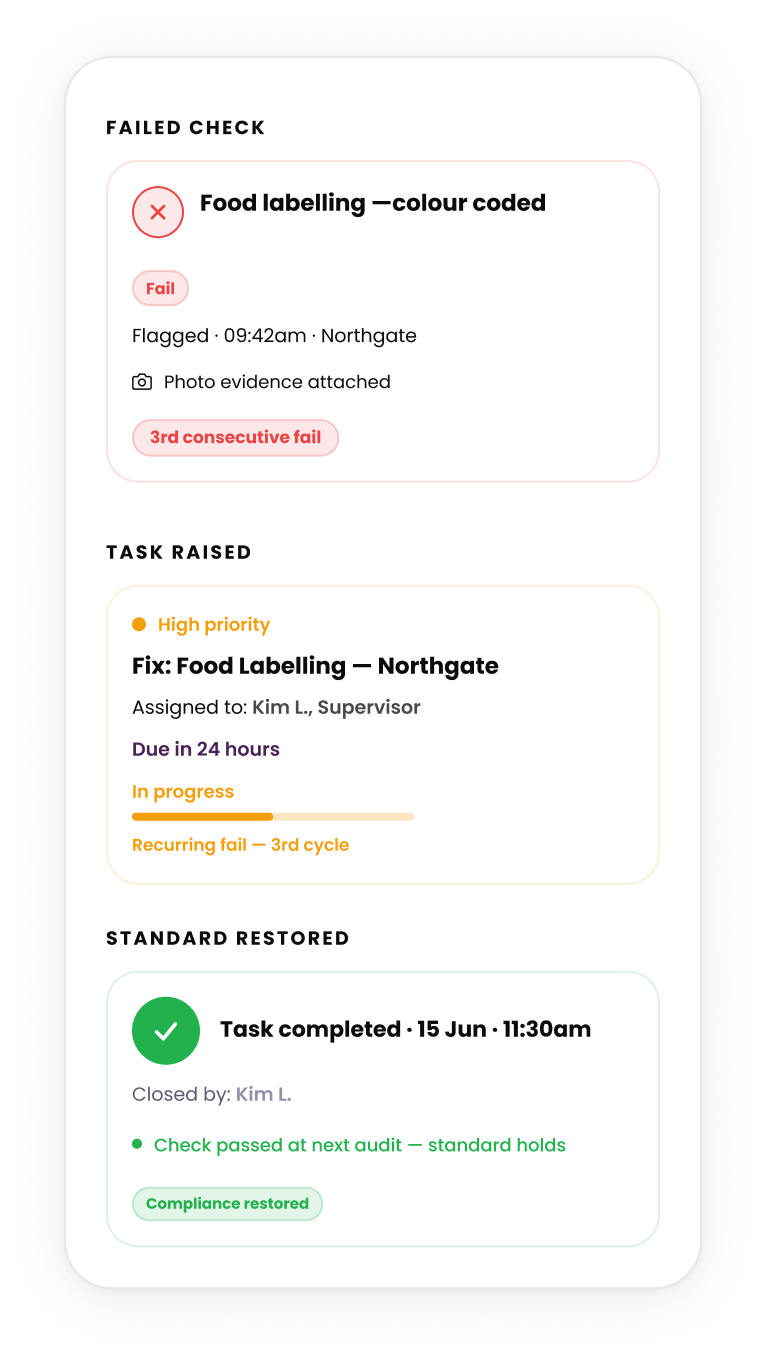 FAILED CHECK
Food labelling —colour coded
Fail
Flagged · 09:42am · Northgate
Photo evidence attached
3rd consecutive fail
TASK RAISED
High priority
Fix: Food Labelling — Northgate
Assigned to: Kim L., Supervisor
Due in 24 hours
In progress
Recurring fail — 3rd cycle
STANDARD RESTORED
Task completed · 15 Jun · 11:30am
Closed by: Kim L.
Check passed at next audit — standard holds
Compliance restored